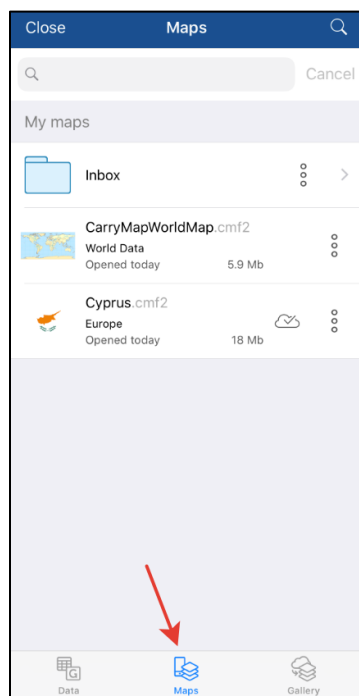 Close Maps
Cancel
My maps
Inbox
CarryMapWorldMap.cmf2
World Data
Opened today 5.9 Mb
Cyprus.cmf2
Europe
Opened today 18 Mb
G
Data Maps Gallery